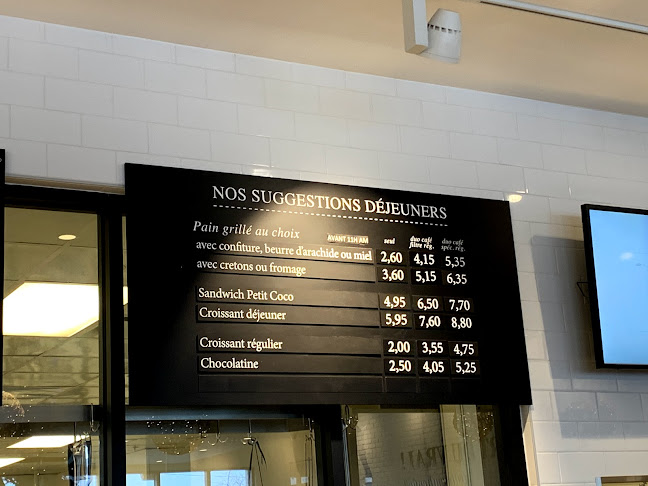 NOS SUGGESTIONS DÉJEUNERS
Pain grillé au choix AVANT 11H AM seul duo café filtre rég. duo café spéc. rég.
avec confiture, beurre d'arachide ou miel 2,60 4,15 5,35
avec cretons ou fromage 3,60 5,15 6,35
Sandwich Petit Coco 4,95 6,50 7,70
Croissant déjeuner 5,95 7,60 8,80
Croissant régulier 2,00 3,55 4,75
Chocolatine 2,50 4,05 5,25